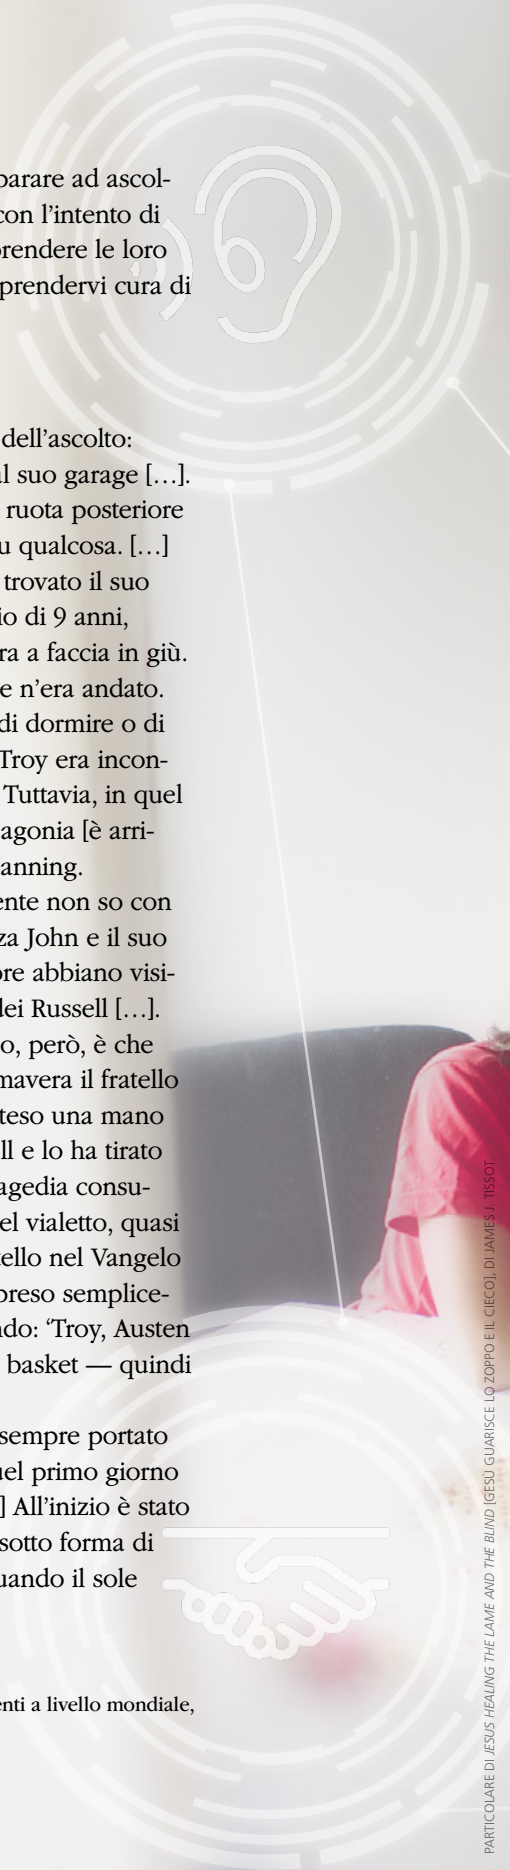 parare ad ascol-
con l’intento di
prendere le loro
prendervi cura di
dell’ascolto:
al suo garage […].
ruota posteriore
u qualcosa. […]
trovato il suo
io di 9 anni,
ra a faccia in giù.
e n’era andato.
di dormire o di
Troy era incon-
Tuttavia, in quel
agonia [è arri-
anning.
ente non so con
za John e il suo
ore abbiano visi-
dei Russell […].
o, però, è che
mavera il fratello
teso una mano
ll e lo ha tirato
agedia consu-
el vialetto, quasi
tello nel Vangelo
preso semplice-
ndo: ‘Troy, Austen
basket — quindi
sempre portato
uel primo giorno
] All’inizio è stato
sotto forma di
uando il sole
enti a livello mondiale,
PARTICOLARE DI JESUS HEALING THE LAME AND THE BLIND [GESÙ GUARISCE LO ZOPPO E IL CIECO], DI JAMES J. TISSOT.